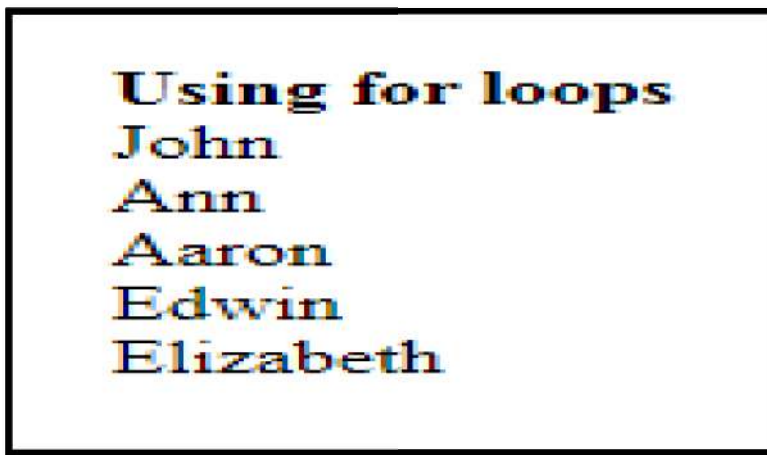 Using for loops
John
Ann
Aaron
Edwin
Elizabeth